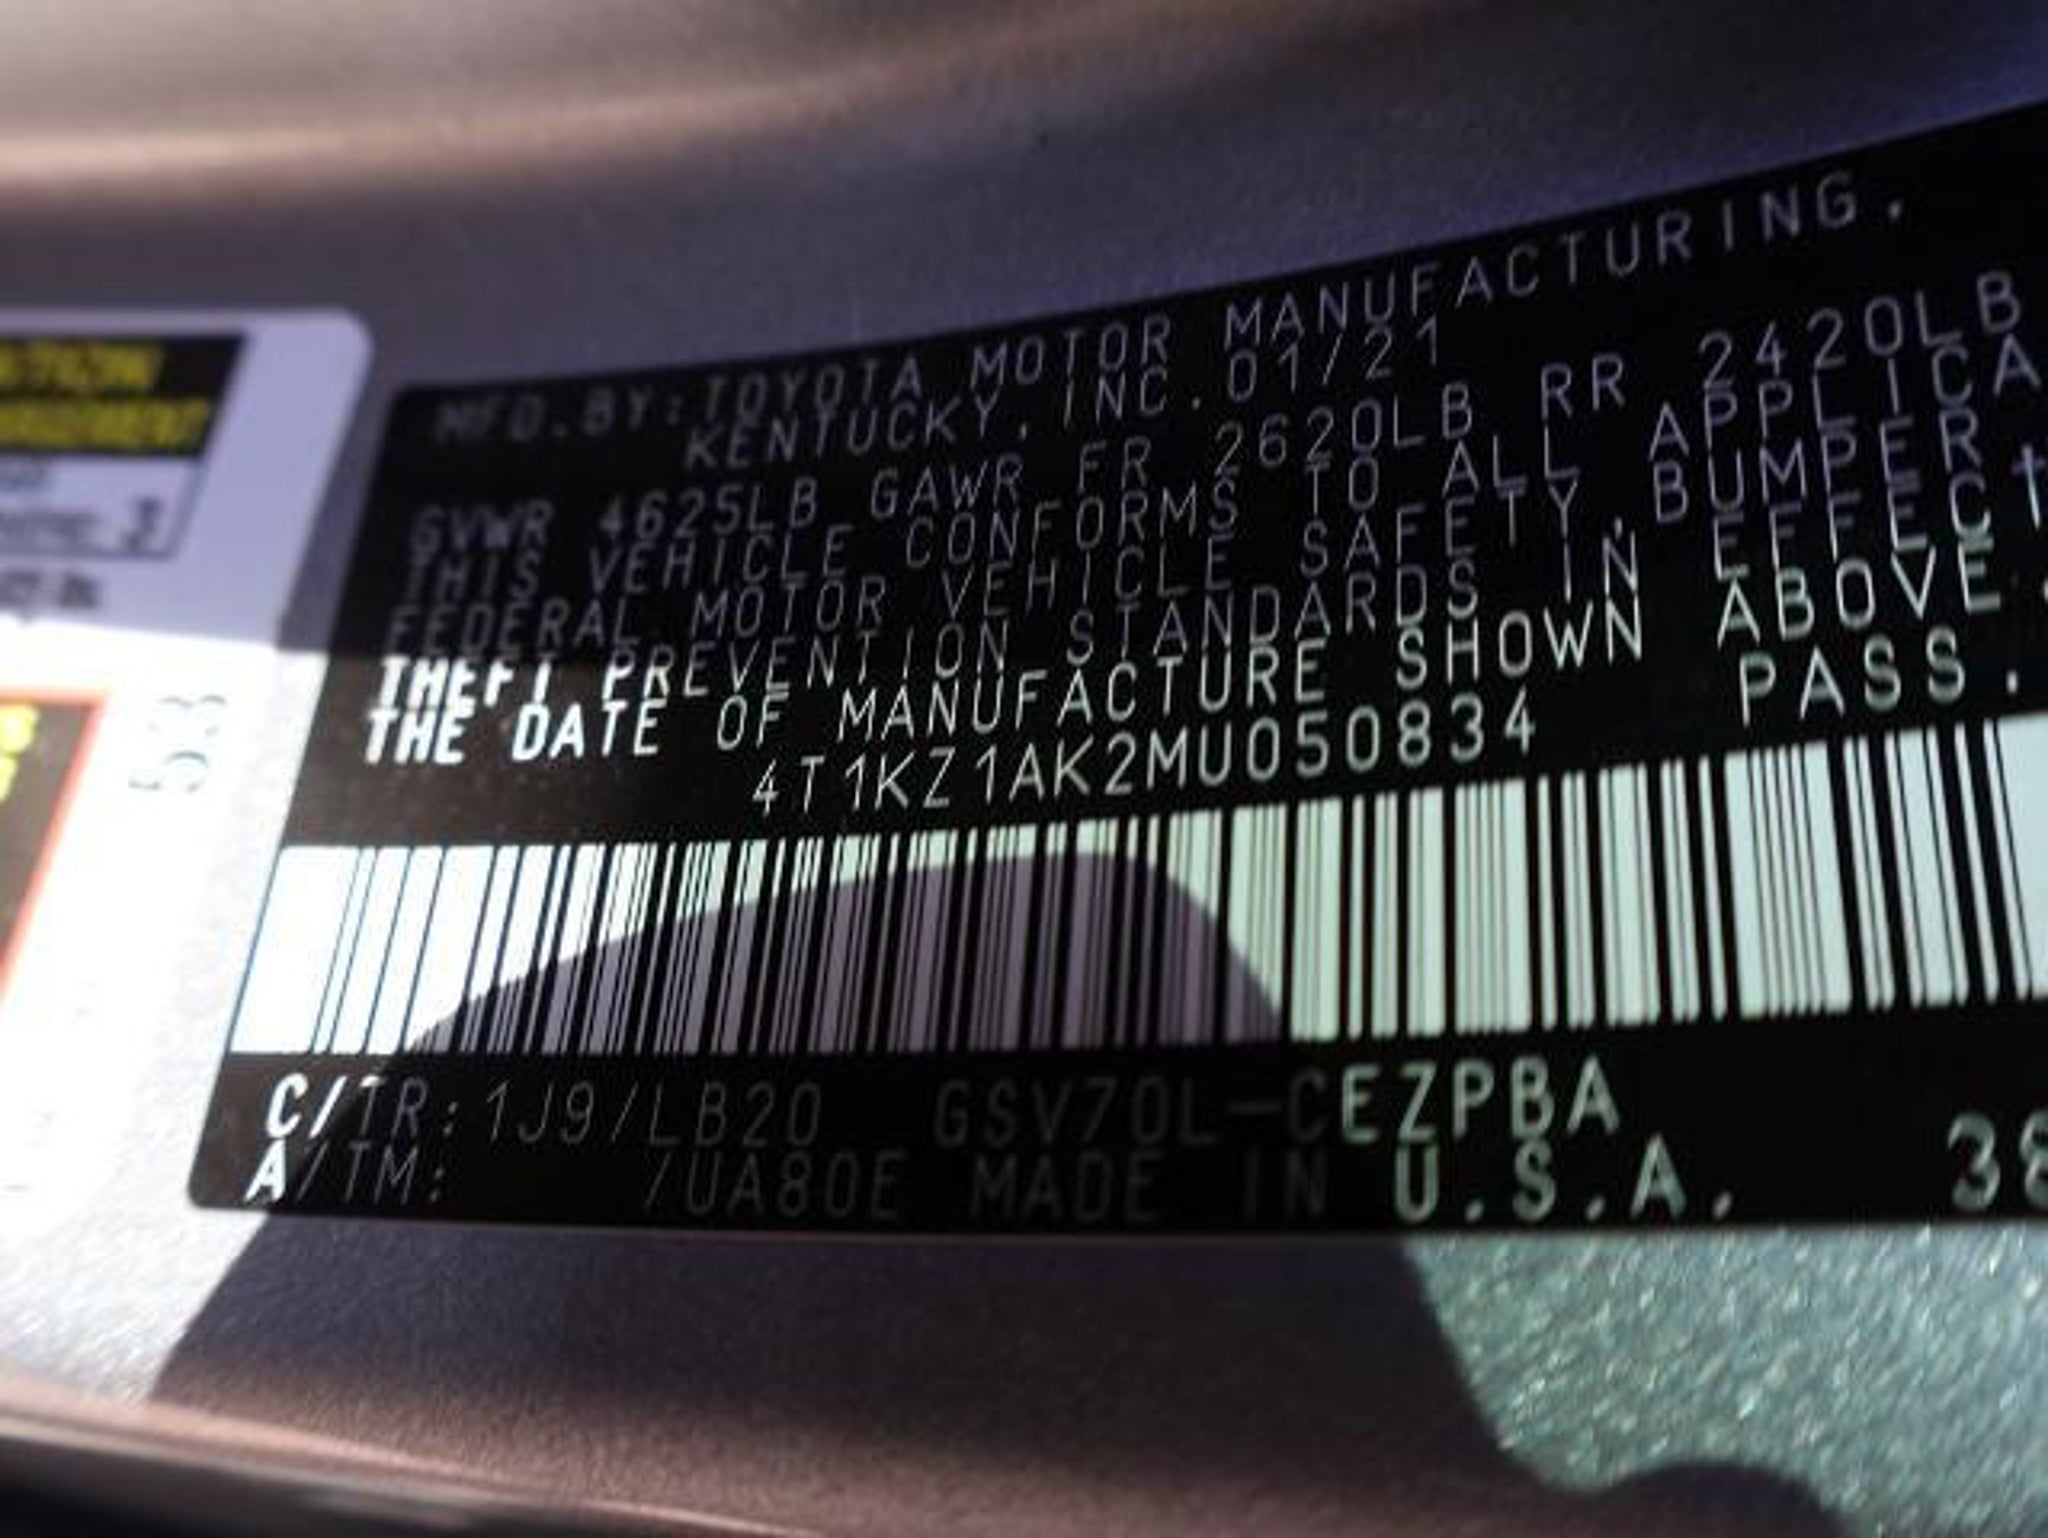 MFD.BY:TOYOTA MOTOR MANUFACTURING,
KENTUCKY, INC. 01/21
GVWR 4625LB GAWR FR 2620LB RR 2420LB
THIS VEHICLE CONFORMS TO ALL APPLICA
FEDERAL MOTOR VEHICLE SAFETY,BUMPER,
THEFT PREVENTION STANDARDS IN EFFECT
THE DATE OF MANUFACTURE SHOWN ABOVE.
4T1KZ1AK2MU050834 PASS.
C/TR:1J9/LB20 GSV70L-CEZPBA
A/TM: /UA80E MADE IN U.S.A. 38
53